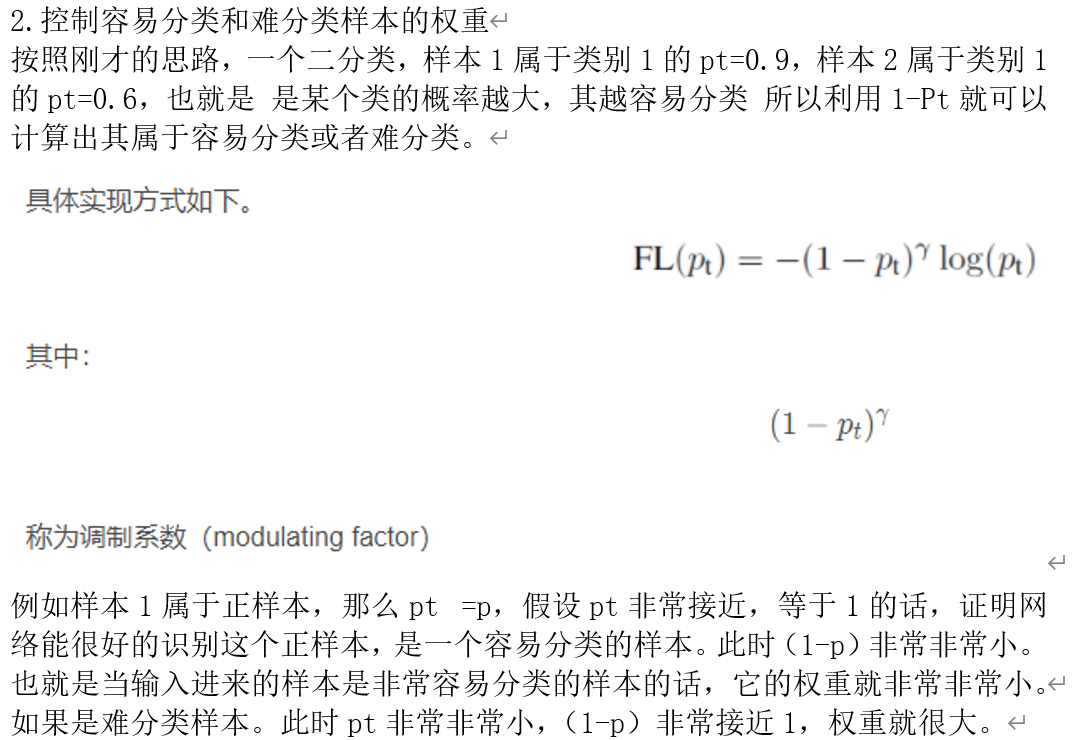 2.控制容易分类和难分类样本的权重↵
按照刚才的思路，一个二分类，样本1属于类别1的pt=0.9，样本2属于类别1
的pt=0.6，也就是 是某个类的概率越大，其越容易分类 所以利用1-Pt就可以
计算出其属于容易分类或者难分类。↵
具体实现方式如下。
FL(pₜ) = −(1 − pₜ)^γ log(pₜ)
其中：
(1 − pₜ)^γ
称为调制系数（modulating factor）
↵
例如样本1属于正样本，那么pt =p，假设pt非常接近，等于1的话，证明网
络能很好的识别这个正样本，是一个容易分类的样本。此时（1-p）非常非常小。
也就是当输入进来的样本是非常容易分类的样本的话，它的权重就非常非常小。↵
如果是难分类样本。此时pt非常非常小，（1-p）非常接近1，权重就很大。↵